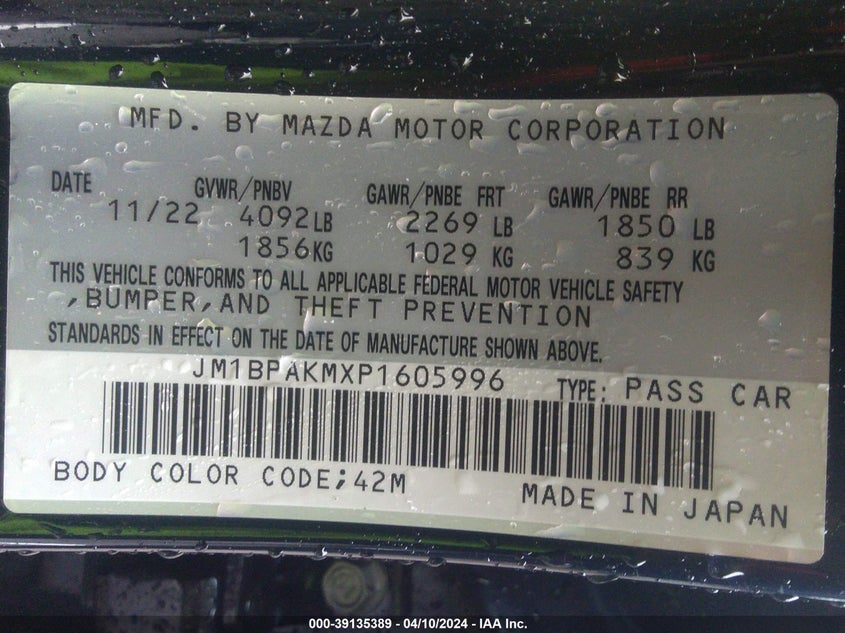 MFD. BY MAZDA MOTOR CORPORATION
DATE GVWR/PNBV GAWR/PNBE FRT GAWR/PNBE RR
11/22 4092LB 2269 LB 1850 LB
1856KG 1029 KG 839 KG
THIS VEHICLE CONFORMS TO ALL APPLICABLE FEDERAL MOTOR VEHICLE SAFETY
,BUMPER,AND THEFT PREVENTION
STANDARDS IN EFFECT ON THE DATE OF MANUFACTURE SHOWN ABOVE.
JM1BPAKMXP1605996 TYPE: PASS CAR
BODY COLOR CODE;42M MADE IN JAPAN
000-39135389 - 04/10/2024 - IAA Inc.